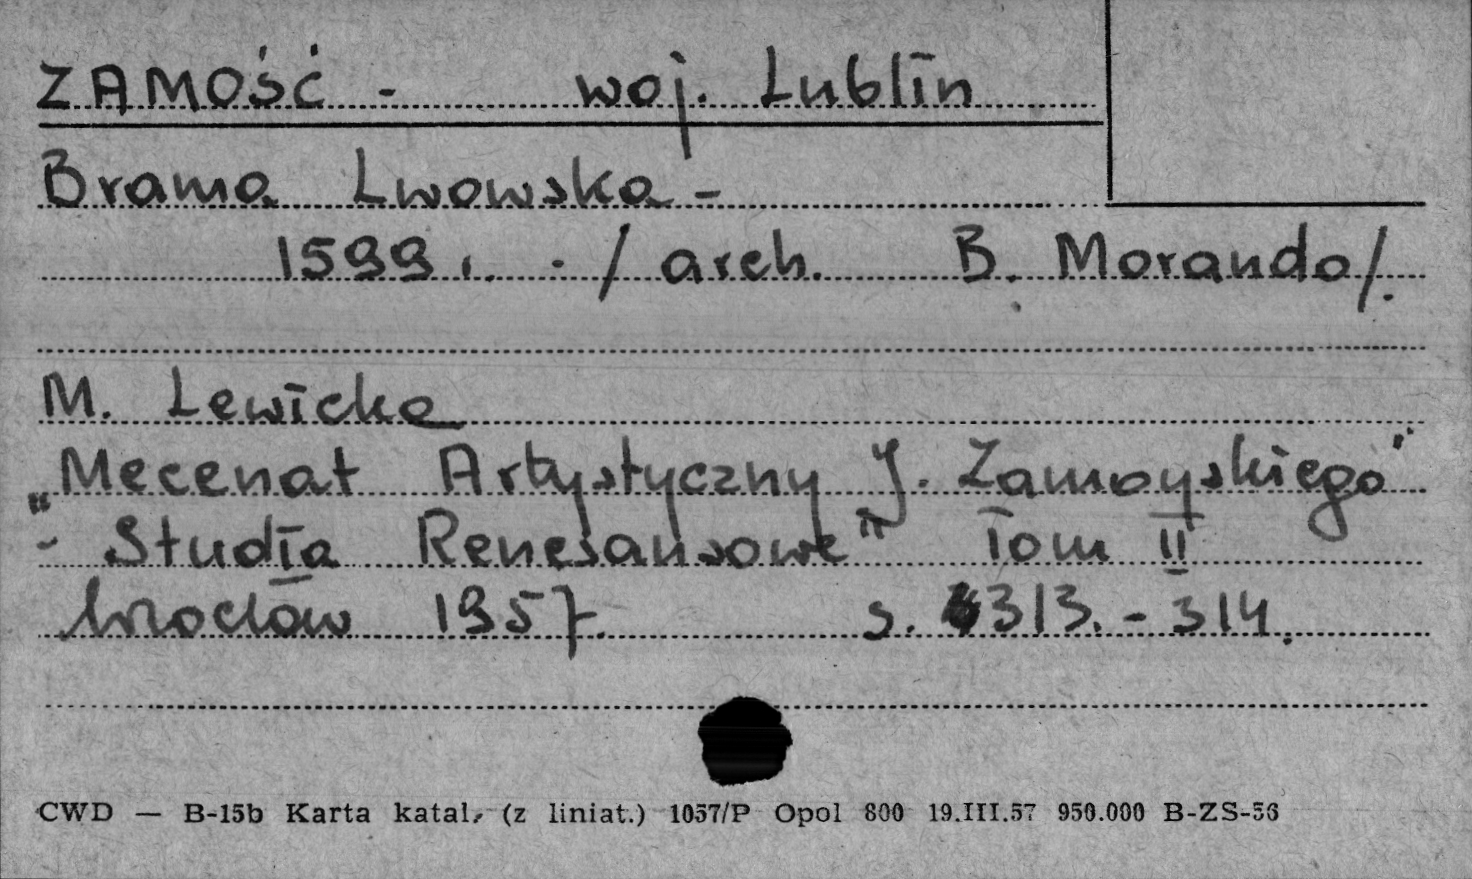 ZAMOŚĆ - woj. Lublin
Brama Lwowska -
1599 r. - / arch. B. Morando/.
M. Lewicka
„Mecenat Artystyczny J. Zamoyskiego"
- „Studia Renesansowe" Tom II
Wrocław 1957. s. 313. - 314.
CWD — B-15b Karta katal. (z liniat.) 1057/P Opol 800 19.III.57 950.000 B-ZS-56